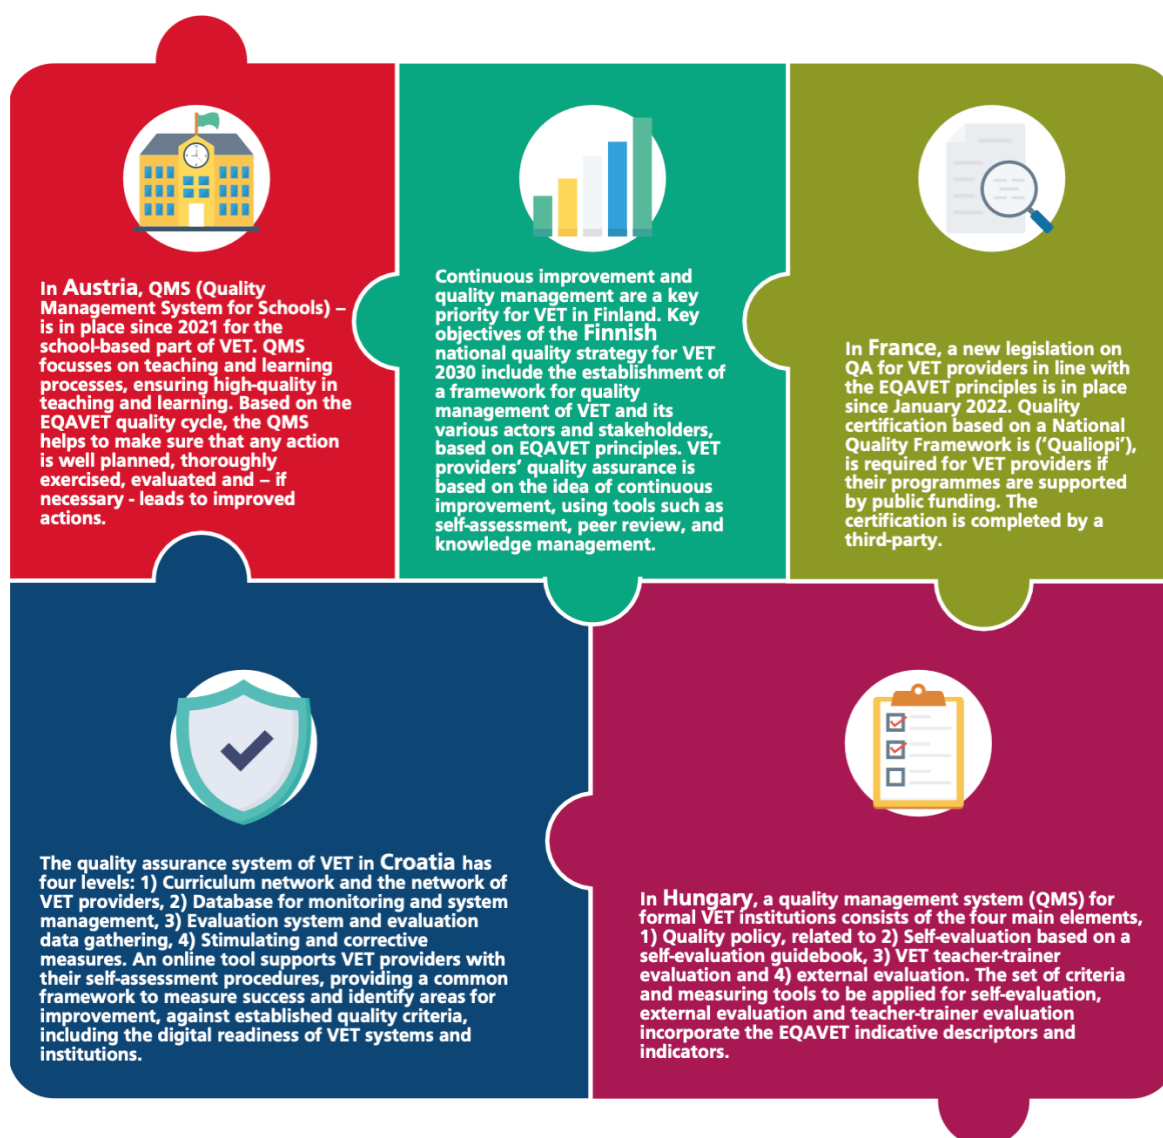 In Austria, QMS (Quality
Management System for Schools) –
is in place since 2021 for the
school-based part of VET. QMS
focusses on teaching and learning
processes, ensuring high-quality in
teaching and learning. Based on the
EQAVET quality cycle, the QMS
helps to make sure that any action
is well planned, thoroughly
exercised, evaluated and – if
necessary - leads to improved
actions.
Continuous improvement and
quality management are a key
priority for VET in Finland. Key
objectives of the Finnish
national quality strategy for VET
2030 include the establishment of
a framework for quality
management of VET and its
various actors and stakeholders,
based on EQAVET principles. VET
providers’ quality assurance is
based on the idea of continuous
improvement, using tools such as
self-assessment, peer review, and
knowledge management.
In France, a new legislation on
QA for VET providers in line with
the EQAVET principles is in place
since January 2022. Quality
certification based on a National
Quality Framework is (‘Qualiopi’),
is required for VET providers if
their programmes are supported
by public funding. The
certification is completed by a
third-party.
The quality assurance system of VET in Croatia has
four levels: 1) Curriculum network and the network of
VET providers, 2) Database for monitoring and system
management, 3) Evaluation system and evaluation
data gathering, 4) Stimulating and corrective
measures. An online tool supports VET providers with
their self-assessment procedures, providing a common
framework to measure success and identify areas for
improvement, against established quality criteria,
including the digital readiness of VET systems and
institutions.
In Hungary, a quality management system (QMS) for
formal VET institutions consists of the four main elements,
1) Quality policy, related to 2) Self-evaluation based on a
self-evaluation guidebook, 3) VET teacher-trainer
evaluation and 4) external evaluation. The set of criteria
and measuring tools to be applied for self-evaluation,
external evaluation and teacher-trainer evaluation
incorporate the EQAVET indicative descriptors and
indicators.